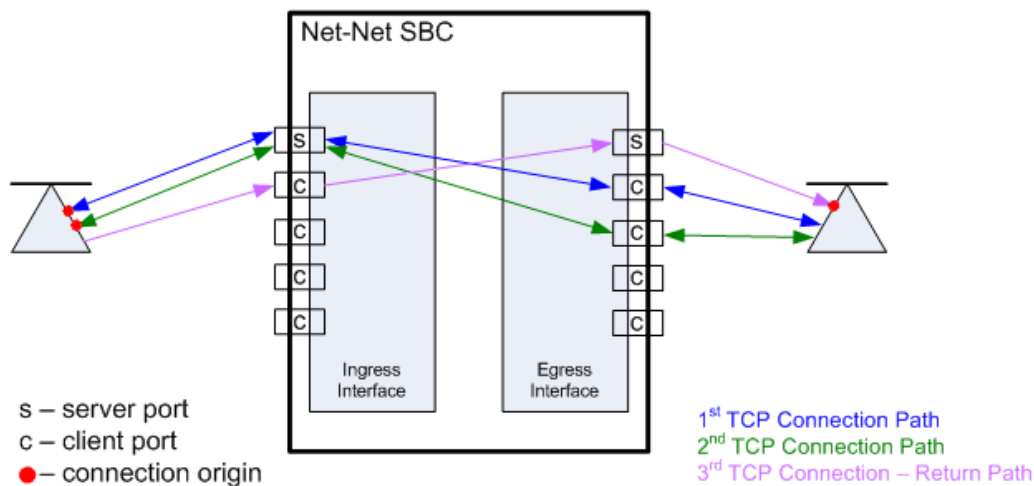 Net-Net SBC
s
c
c
c
c
s
c
c
c
c
Ingress
Interface
Egress
Interface
s – server port
c – client port
– connection origin
1st TCP Connection Path
2nd TCP Connection Path
3rd TCP Connection – Return Path